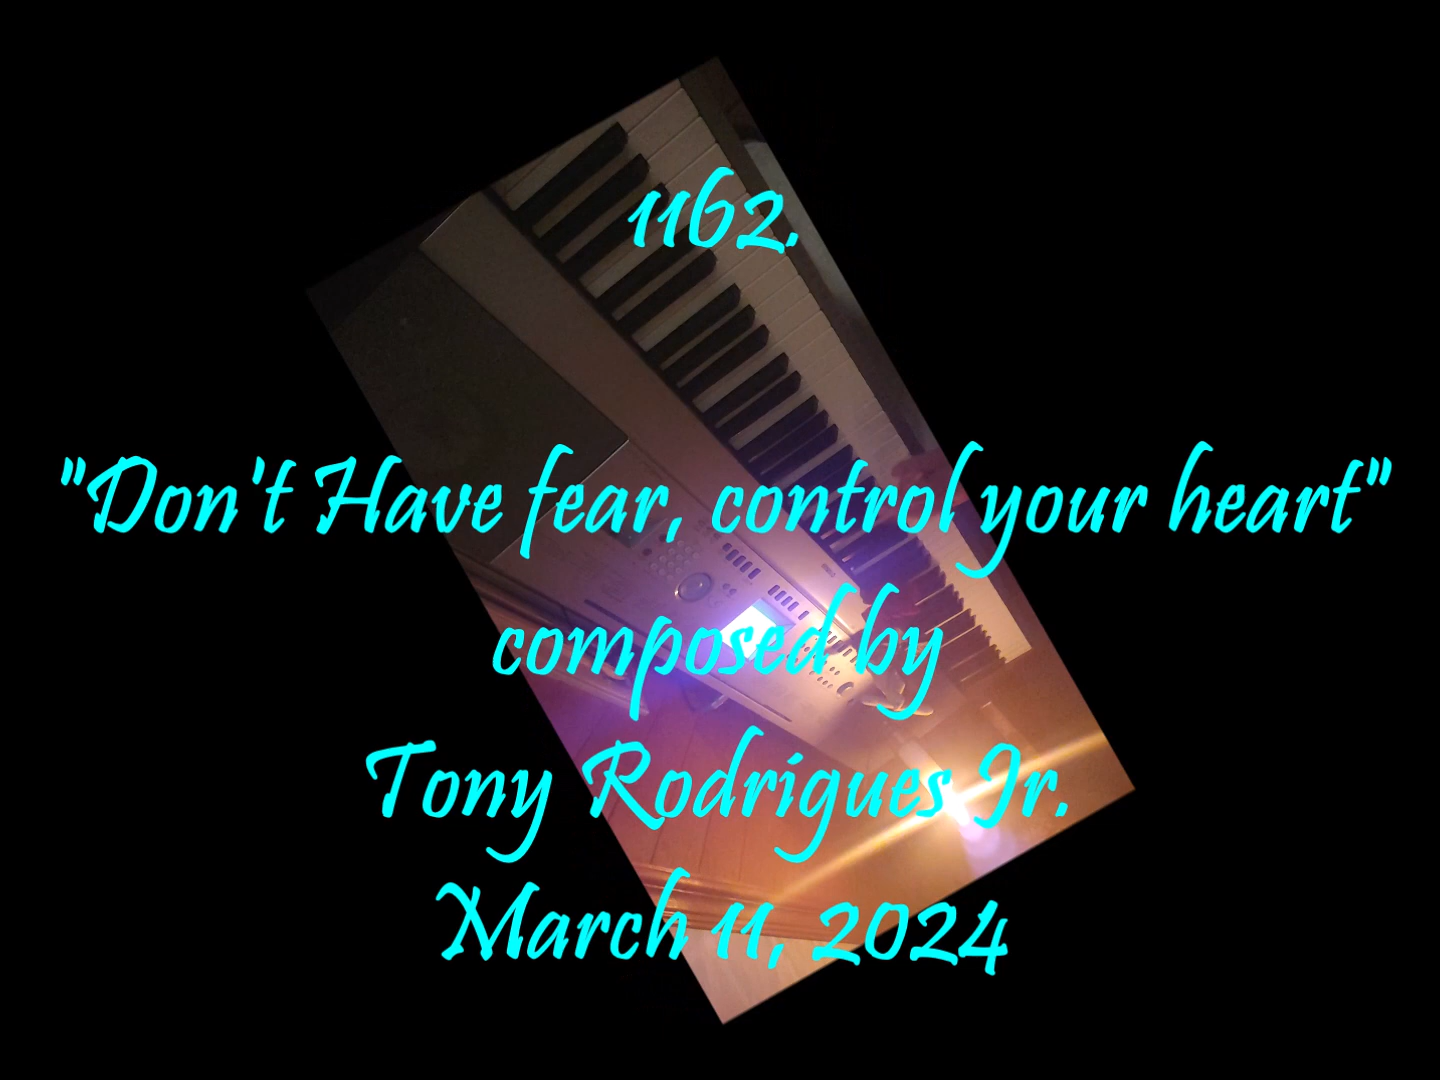 1162.
"Don't Have fear, control your heart"
composed by
Tony Rodrigues Jr.
March 11, 2024